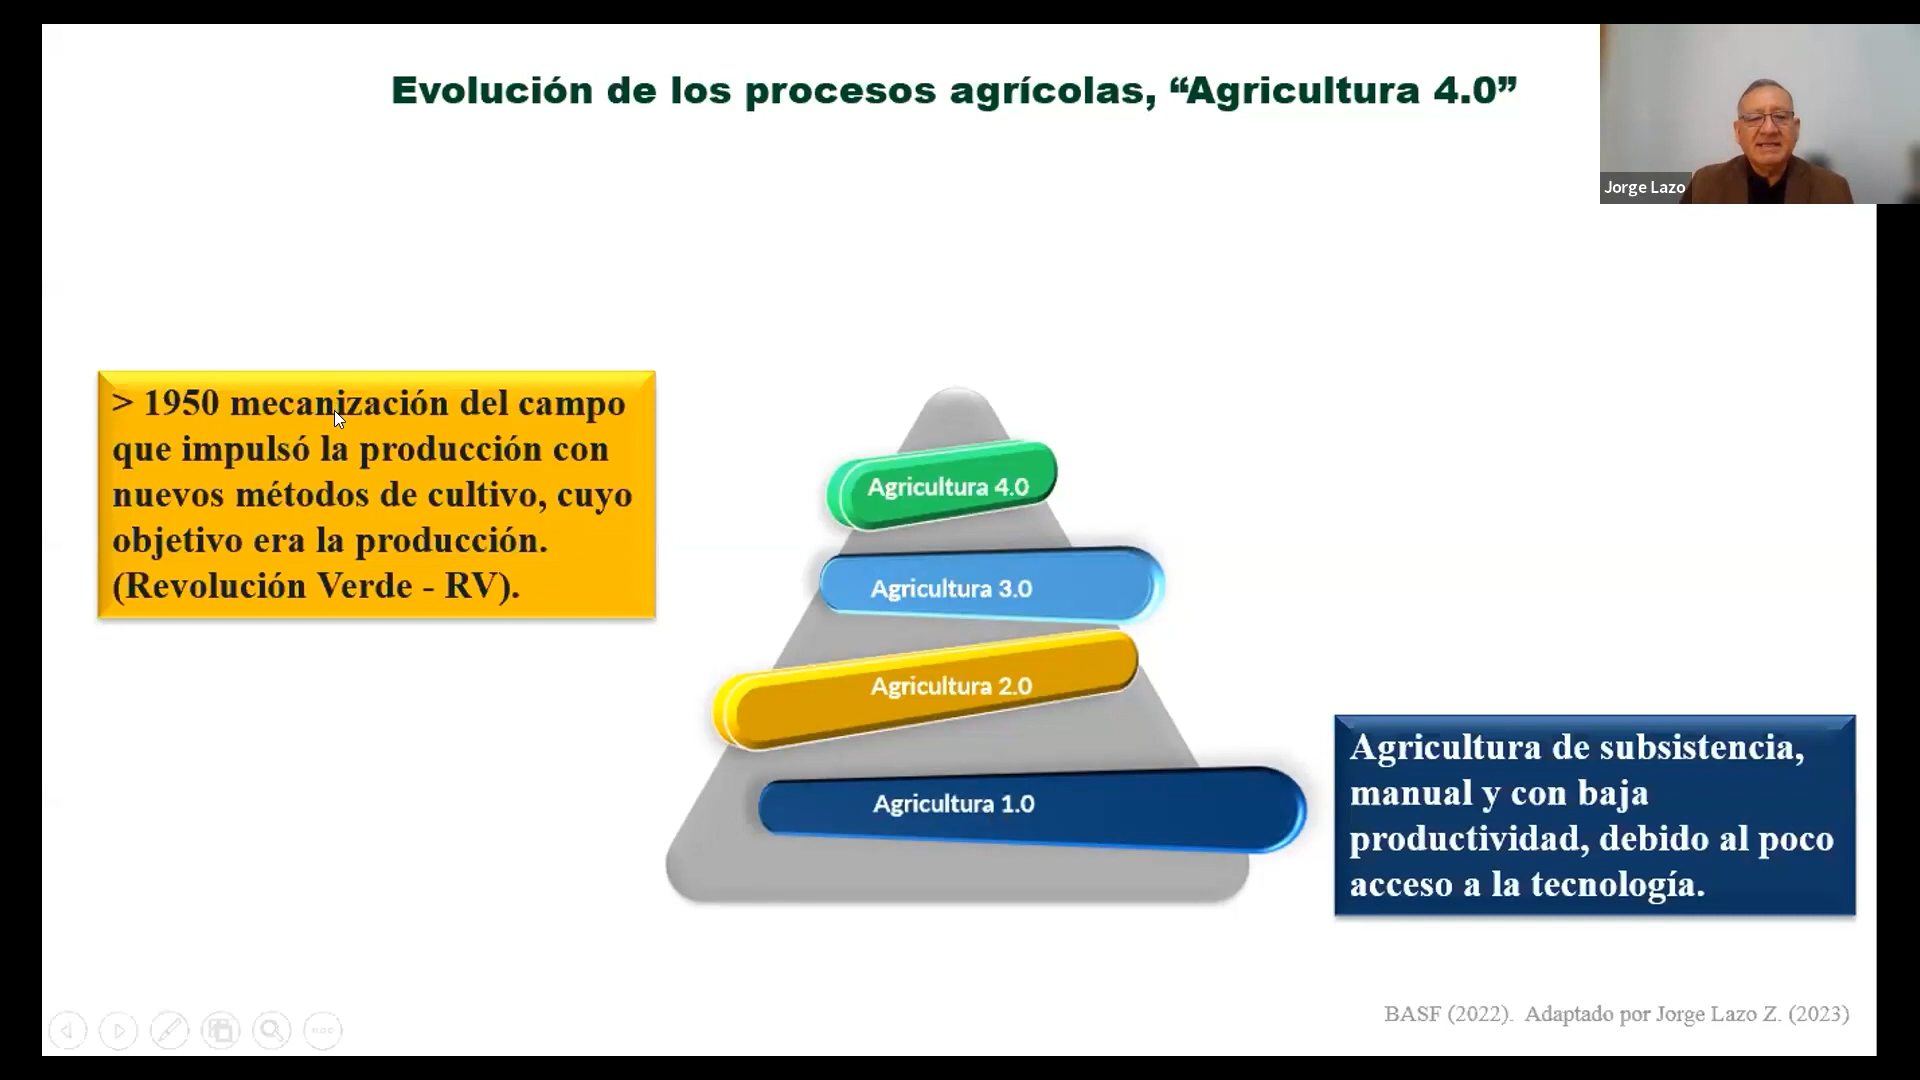 Evolución de los procesos agrícolas, “Agricultura 4.0”
Jorge Lazo
> 1950 mecanización del campo
que impulsó la producción con
nuevos métodos de cultivo, cuyo
objetivo era la producción.
(Revolución Verde - RV).
Agricultura 4.0
Agricultura 3.0
Agricultura 2.0
Agricultura 1.0
Agricultura de subsistencia,
manual y con baja
productividad, debido al poco
acceso a la tecnología.
BASF (2022). Adaptado por Jorge Lazo Z. (2023)